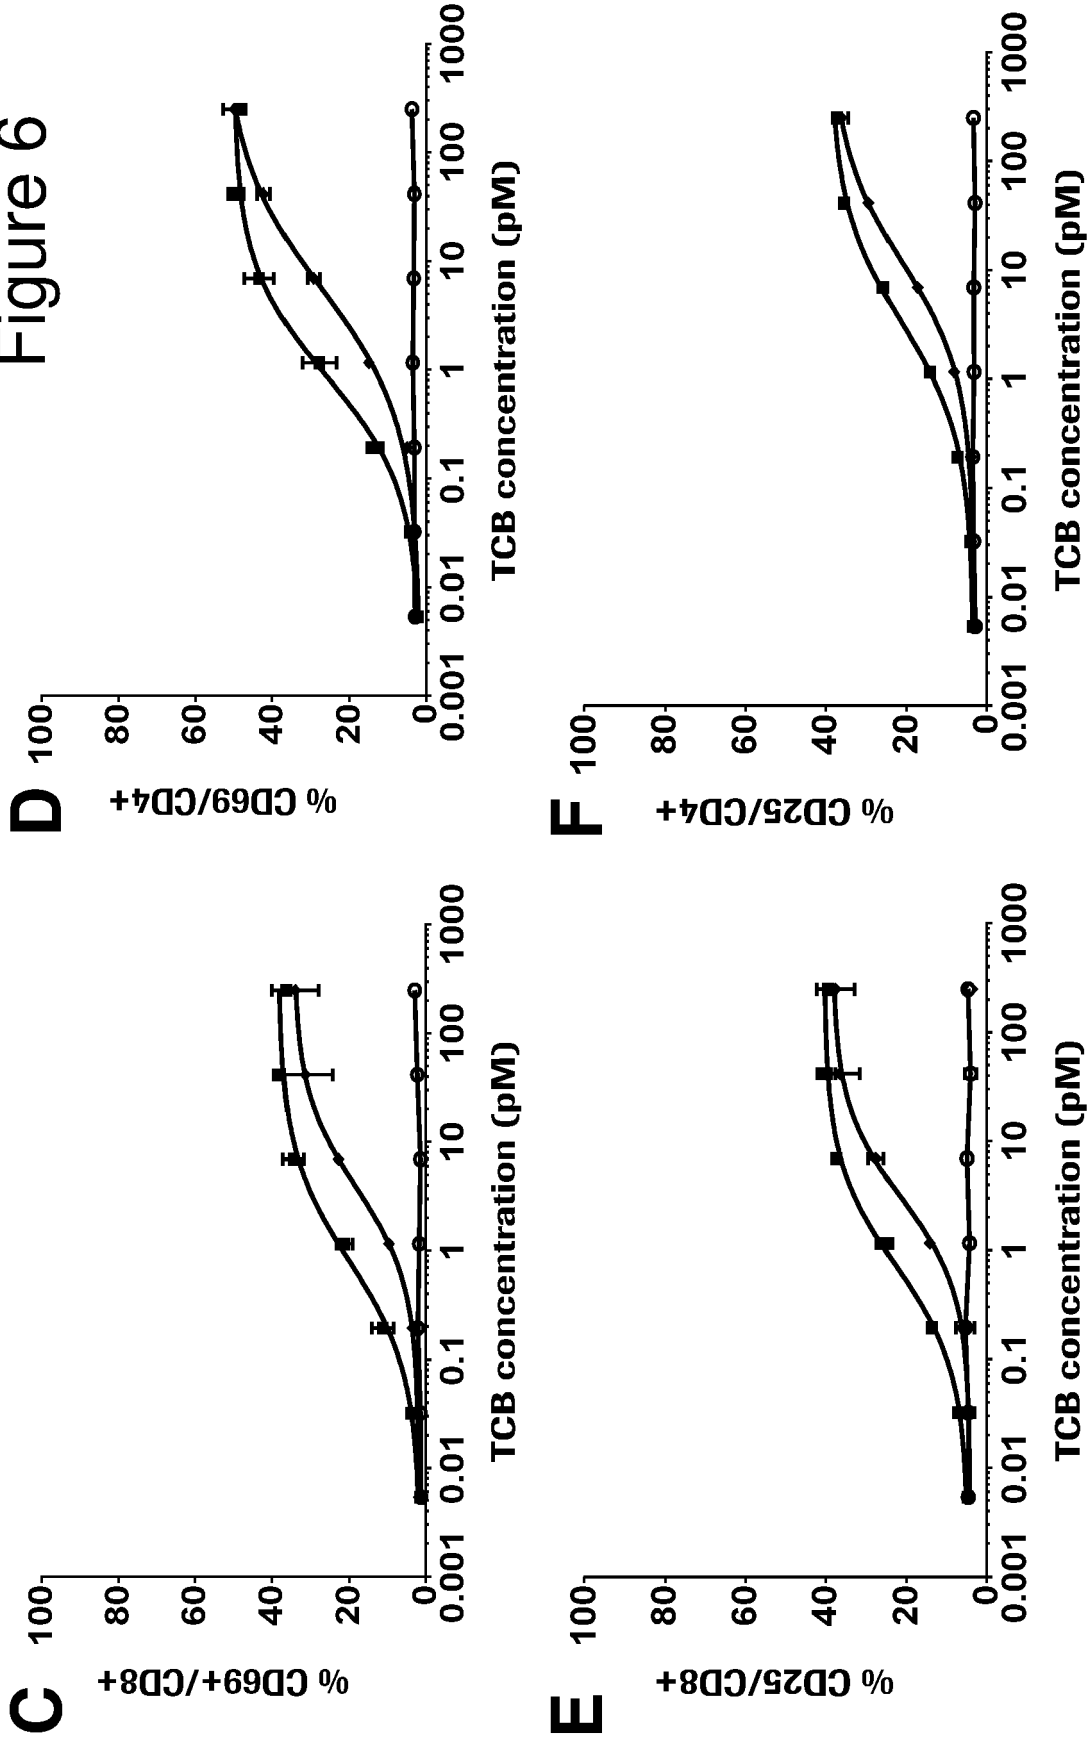 Figure 6
C
% CD69+/CD8+
100
80
60
40
20
0
0.001 0.01 0.1 1 10 100 1000
TCB concentration (pM)
D
% CD69/CD4+
100
80
60
40
20
0
0.001 0.01 0.1 1 10 100 1000
TCB concentration (pM)
E
% CD25/CD8+
100
80
60
40
20
0
0.001 0.01 0.1 1 10 100 1000
TCB concentration (pM)
F
% CD25/CD4+
100
80
60
40
20
0
0.001 0.01 0.1 1 10 100 1000
TCB concentration (pM)